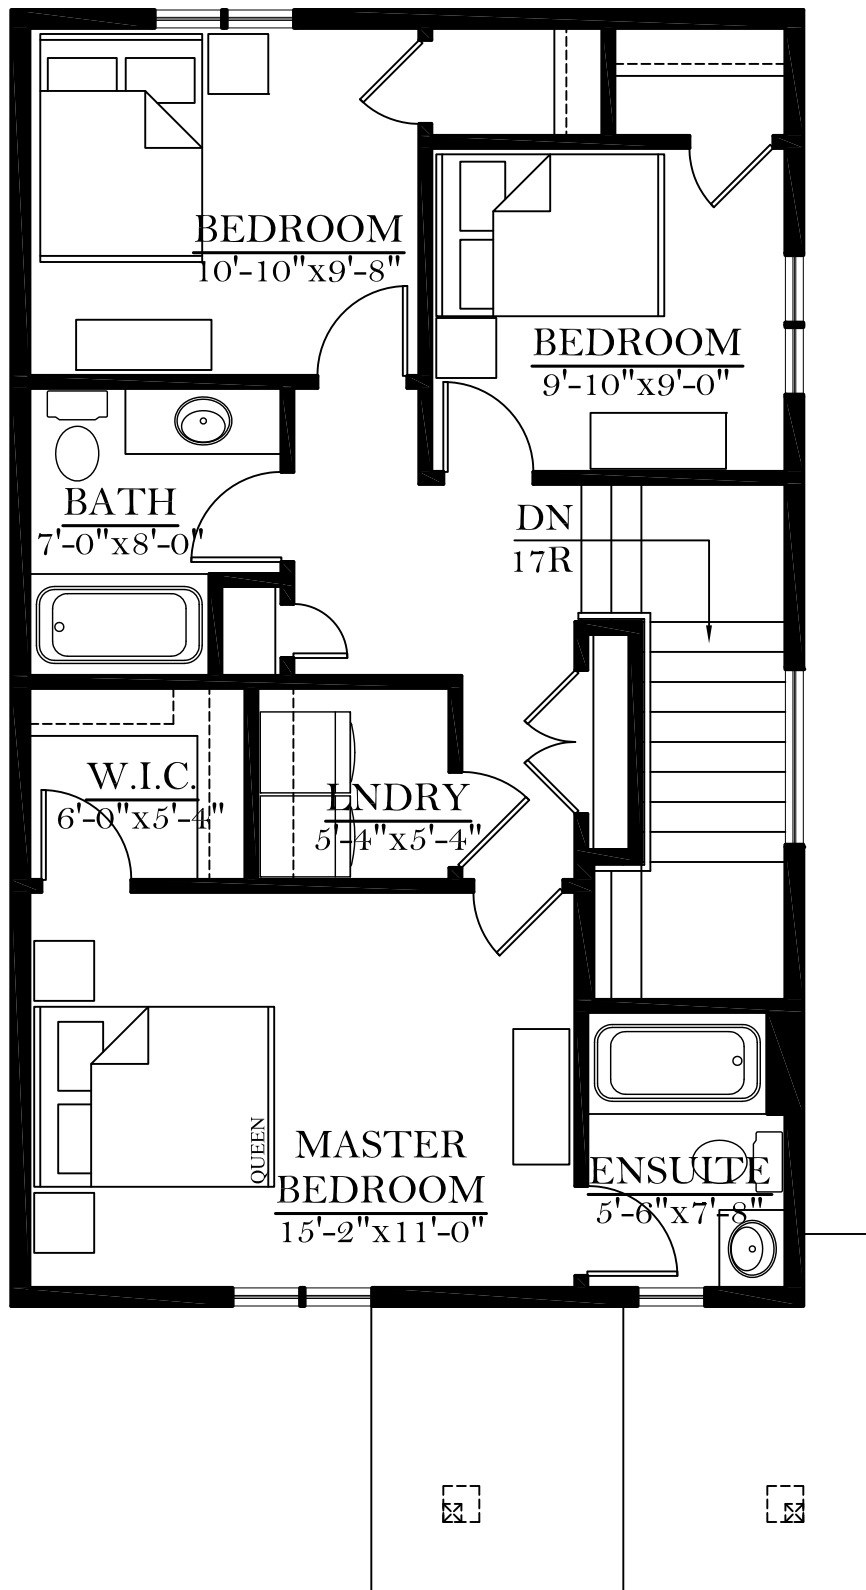 BEDROOM
10'-10"x9'-8"
BEDROOM
9'-10"x9'-0"
BATH
7'-0"x8'-0"
DN
17R
W.I.C.
6'-0"x5'-4"
LNDRY
5'-4"x5'-4"
QUEEN
MASTER
BEDROOM
15'-2"x11'-0"
ENSUITE
5'-6"x7'-8"